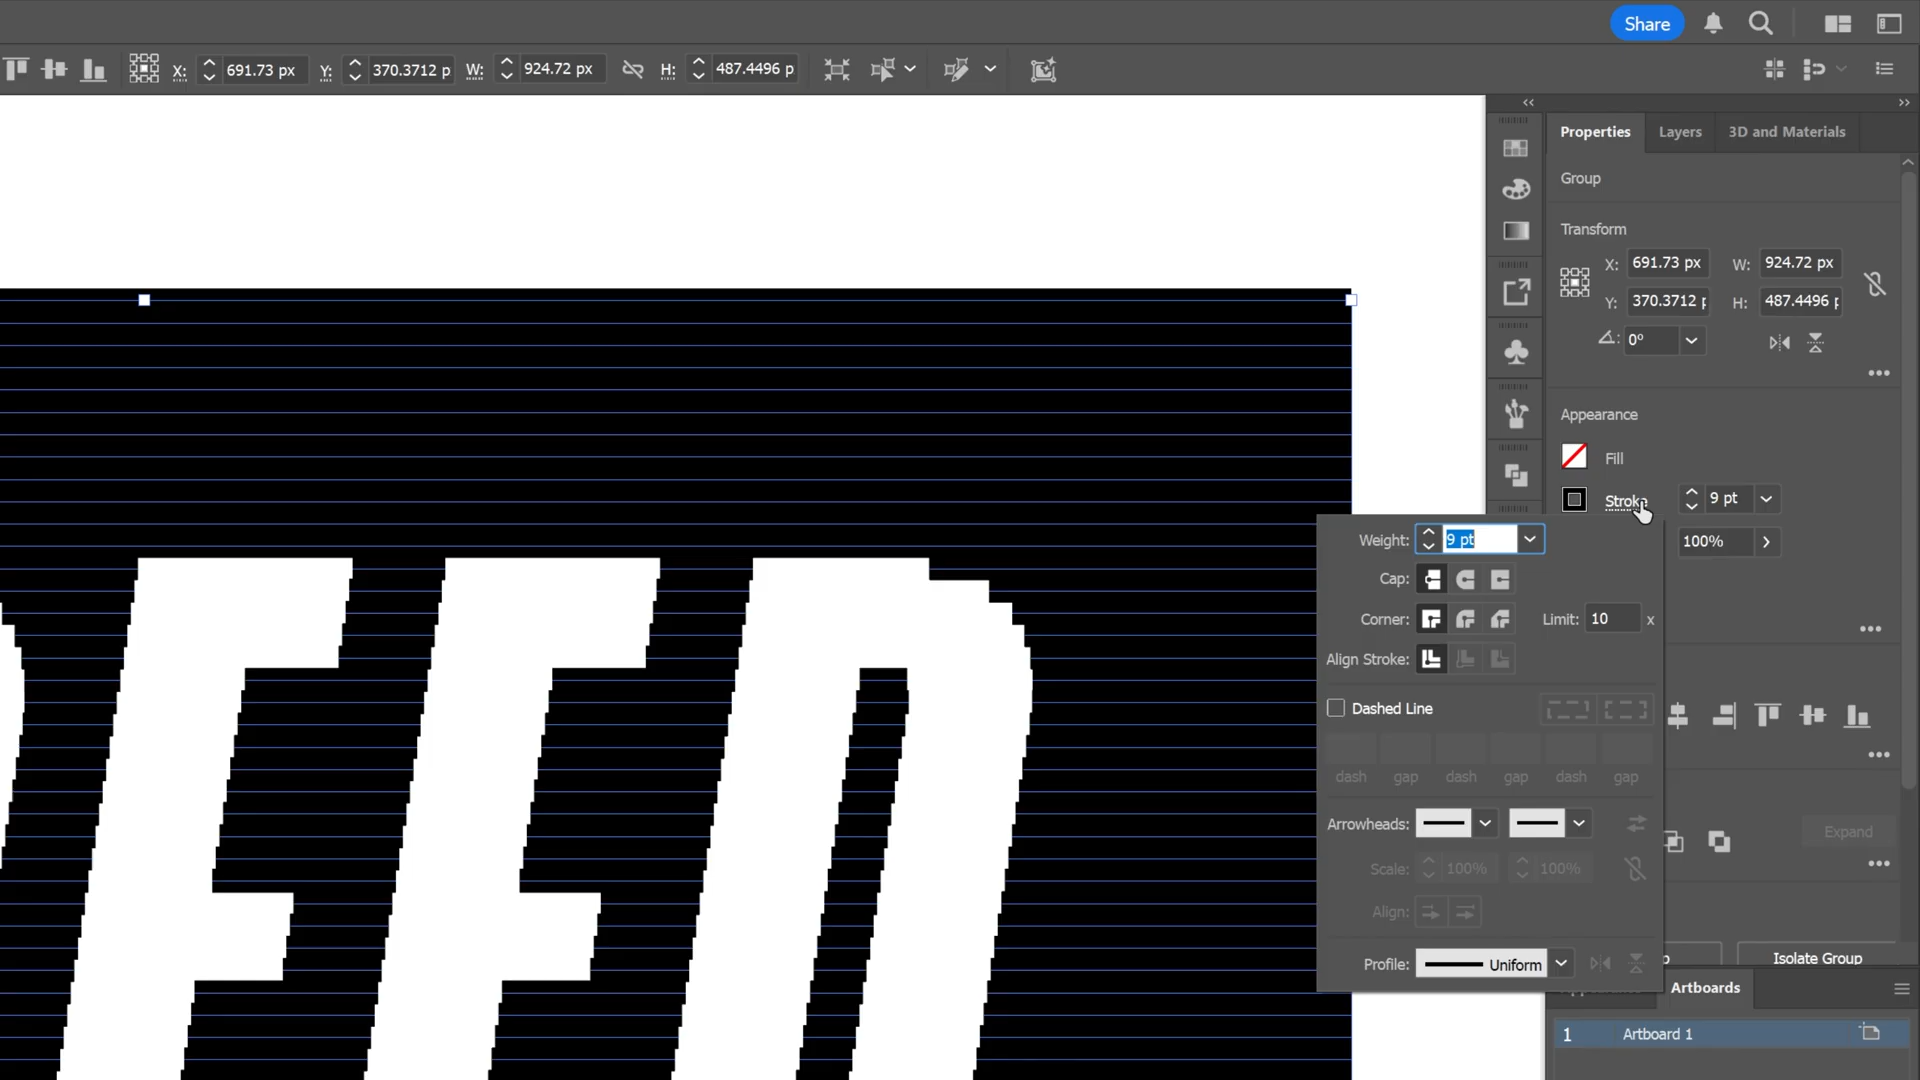 Share
X: 691.73 px Y: 370.3712 p W: 924.72 px H: 487.4496 p
Properties Layers 3D and Materials
Group
Transform
X: 691.73 px W: 924.72 px
Y: 370.3712 p H: 487.4496 p
0°
Appearance
Fill
Stroke 9 pt
Weight: 9 pt
100%
Cap:
Corner: Limit: 10 x
Align Stroke:
Dashed Line
dash gap dash gap dash gap
Arrowheads:
Expand
Scale: 100% 100%
Align:
Profile: Uniform
Isolate Group
Artboards
1 Artboard 1